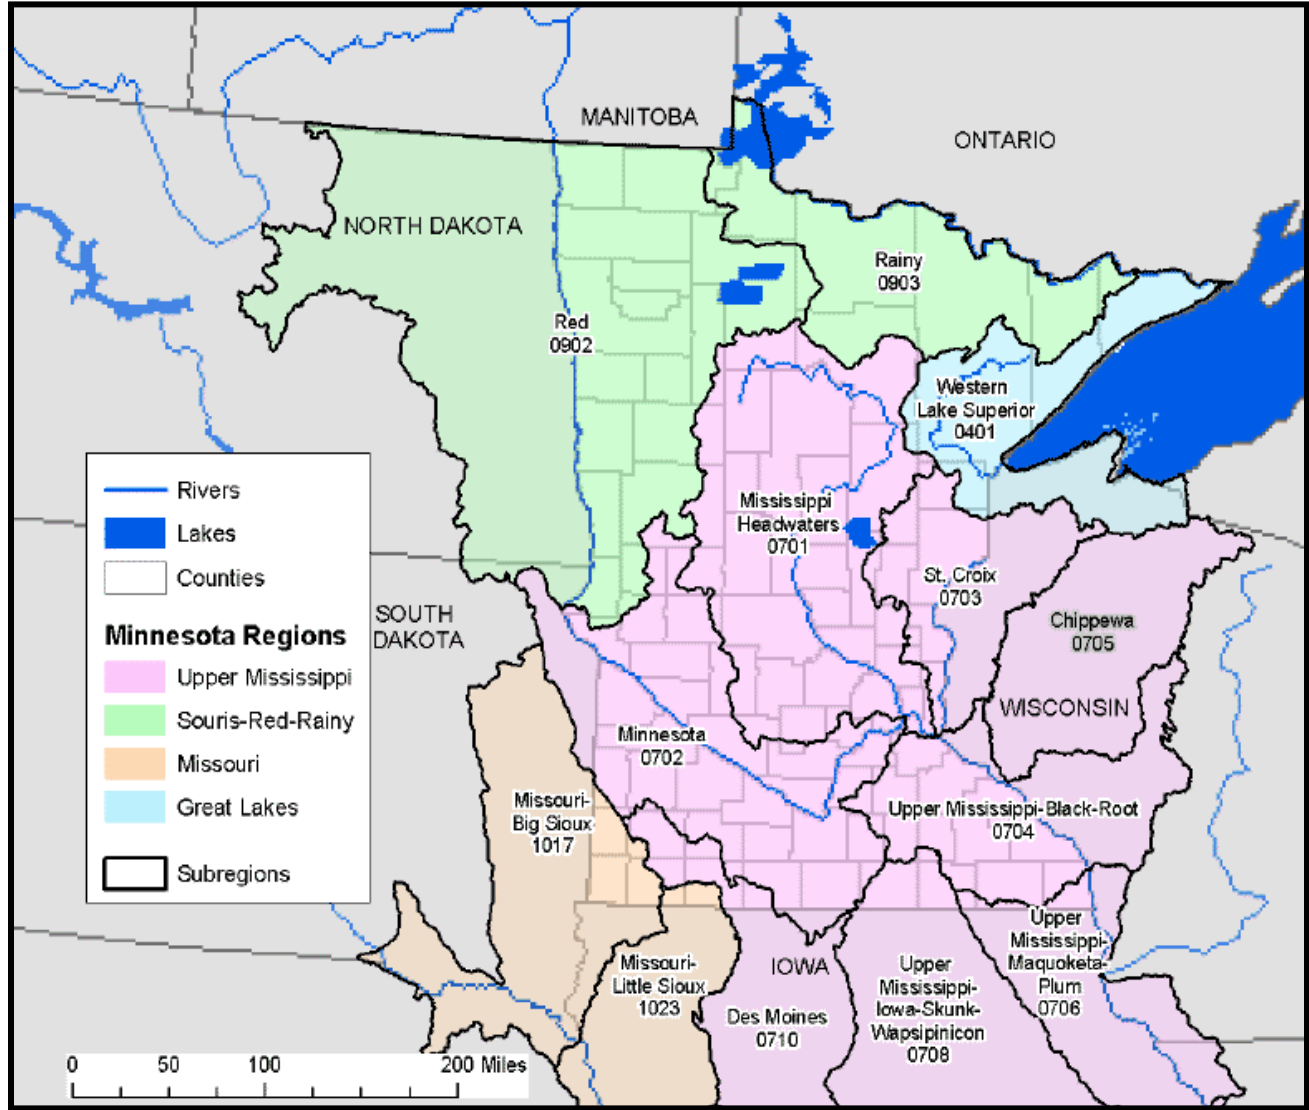 MANITOBA
ONTARIO
NORTH DAKOTA
Rainy
0903
Red
0902
Western
Lake Superior
0401
Mississippi
Headwaters
0701
St. Croix
0703
Chippewa
0705
SOUTH
DAKOTA
WISCONSIN
Minnesota
0702
Missouri-
Big Sioux
1017
Upper Mississippi-Black-Root
0704
Upper
Mississippi-
Maquoketa-
Plum
0706
IOWA
Missouri-
Little Sioux
1023
Des Moines
0710
Upper
Mississippi-
Iowa-Skunk-
Wapsipinicon
0708
Rivers
Lakes
Counties
Minnesota Regions
Upper Mississippi
Souris-Red-Rainy
Missouri
Great Lakes
Subregions
0 50 100 200 Miles